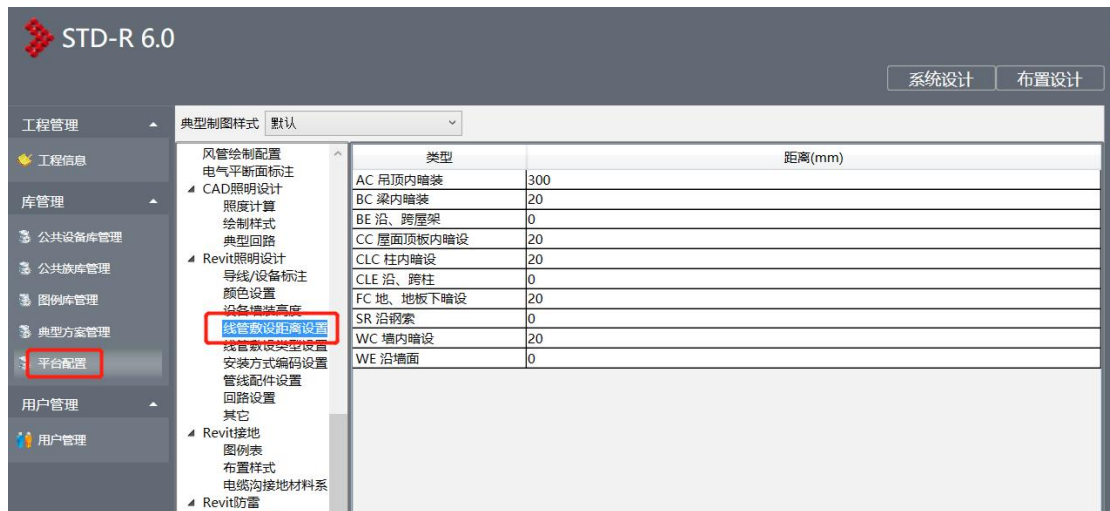 STD-R 6.0
系统设计
布置设计
工程管理
工程信息
库管理
公共设备库管理
公共族库管理
图例库管理
典型方案管理
平台配置
用户管理
用户管理
典型制图样式 默认
风管绘制配置
电气平断面标注
CAD照明设计
照度计算
绘制样式
典型回路
Revit照明设计
导线/设备标注
颜色设置
设备墙装高度
线管敷设距离设置
线管敷设类型设置
安装方式编码设置
管线配件设置
回路设置
其它
Revit接地
图例表
布置样式
电缆沟接地材料系
Revit防雷
类型 距离(mm)
AC 吊顶内暗装 300
BC 梁内暗装 20
BE 沿、跨屋架 0
CC 屋面顶板内暗设 20
CLC 柱内暗设 20
CLE 沿、跨柱 0
FC 地、地板下暗设 20
SR 沿钢索 0
WC 墙内暗设 20
WE 沿墙面 0